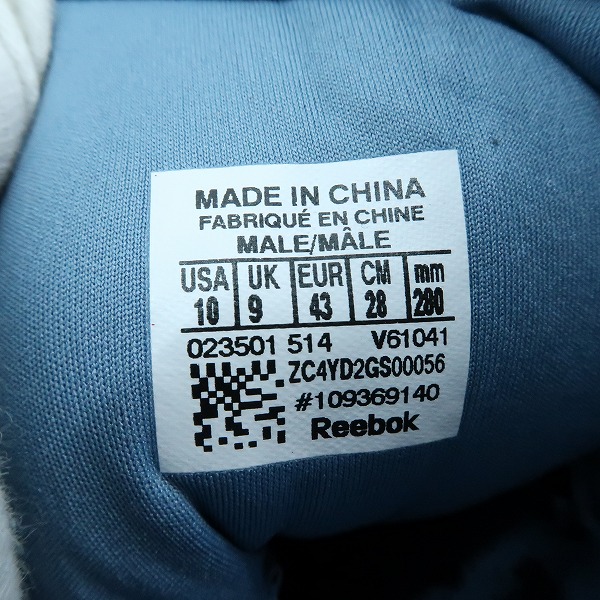 MADE IN CHINA
FABRIQUÉ EN CHINE
MALE/MÂLE
USA UK EUR CM mm
10 9 43 28 280
023501 514 V61041
ZC4YD2GS00056
#109369140
Reebok